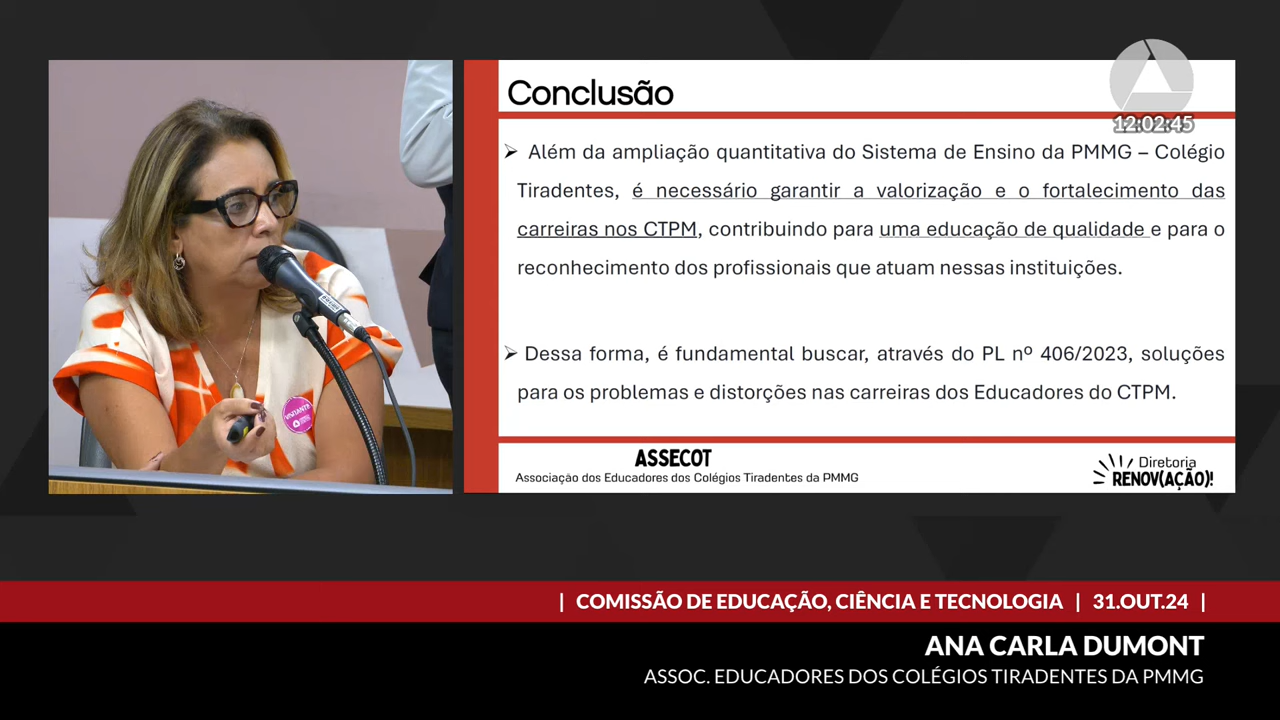 Conclusão
12:02:45
➢ Além da ampliação quantitativa do Sistema de Ensino da PMMG – Colégio
Tiradentes, é necessário garantir a valorização e o fortalecimento das
carreiras nos CTPM, contribuindo para uma educação de qualidade e para o
reconhecimento dos profissionais que atuam nessas instituições.
➢ Dessa forma, é fundamental buscar, através do PL nº 406/2023, soluções
para os problemas e distorções nas carreiras dos Educadores do CTPM.
ASSECOT
Associação dos Educadores dos Colégios Tiradentes da PMMG
Diretoria
RENOV(AÇÃO)!
VISITANTE
| COMISSÃO DE EDUCAÇÃO, CIÊNCIA E TECNOLOGIA | 31.OUT.24 |
ANA CARLA DUMONT
ASSOC. EDUCADORES DOS COLÉGIOS TIRADENTES DA PMMG